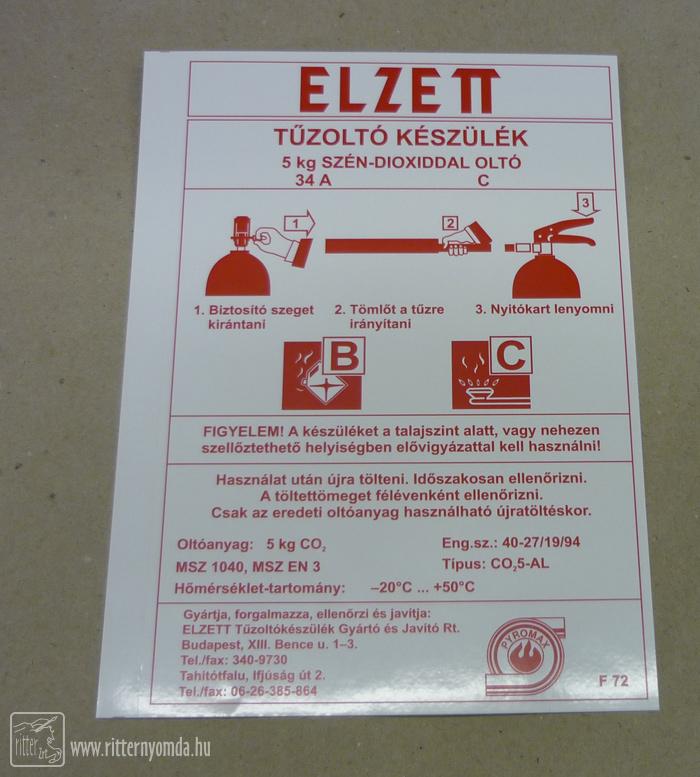 ELZETT
TŰZOLTÓ KÉSZÜLÉK
5 kg SZÉN-DIOXIDDAL OLTÓ
34 A C
1
2
3
1. Biztosító szeget
kirántani
2. Tömlőt a tűzre
irányítani
3. Nyitókart lenyomni
B
C
FIGYELEM! A készüléket a talajszint alatt, vagy nehezen
szellőztethető helyiségben elővigyázattal kell használni!
Használat után újra tölteni. Időszakosan ellenőrizni.
A töltettömeget félévenként ellenőrizni.
Csak az eredeti oltóanyag használható újratöltéskor.
Oltóanyag: 5 kg CO₂
Eng.sz.: 40-27/19/94
MSZ 1040, MSZ EN 3
Típus: CO₂5-AL
Hőmérséklet-tartomány: –20°C ... +50°C
Gyártja, forgalmazza, ellenőrzi és javítja:
ELZETT Tűzoltókészülék Gyártó és Javító Rt.
Budapest, XIII. Bence u. 1–3.
Tel./fax: 340-9730
Tahitótfalu, Ifjúság út 2.
Tel./fax: 06-26-385-864
PYROMAX
F 72
ritter Krt.
www.ritternyomda.hu